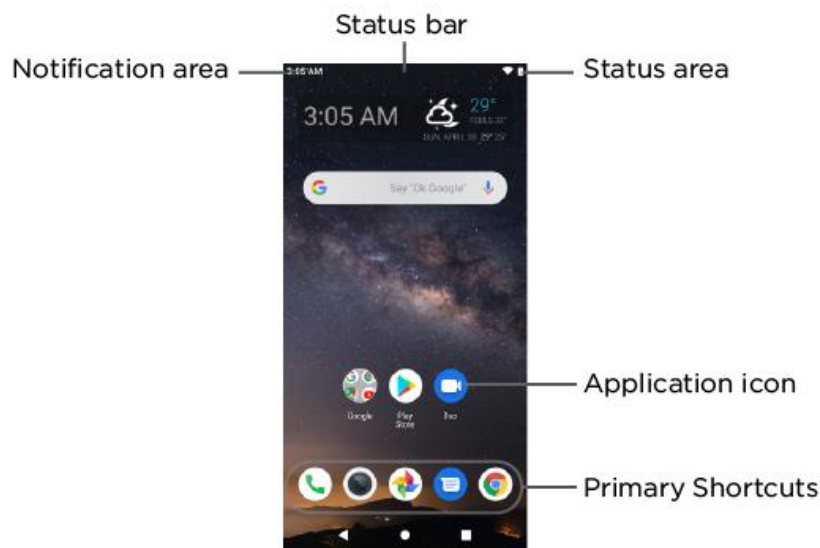 Status bar
Notification area
Status area
3:05 AM
3:05 AM
29°
Say "Ok Google"
Application icon
Google
Play
Store
Duo
Primary Shortcuts